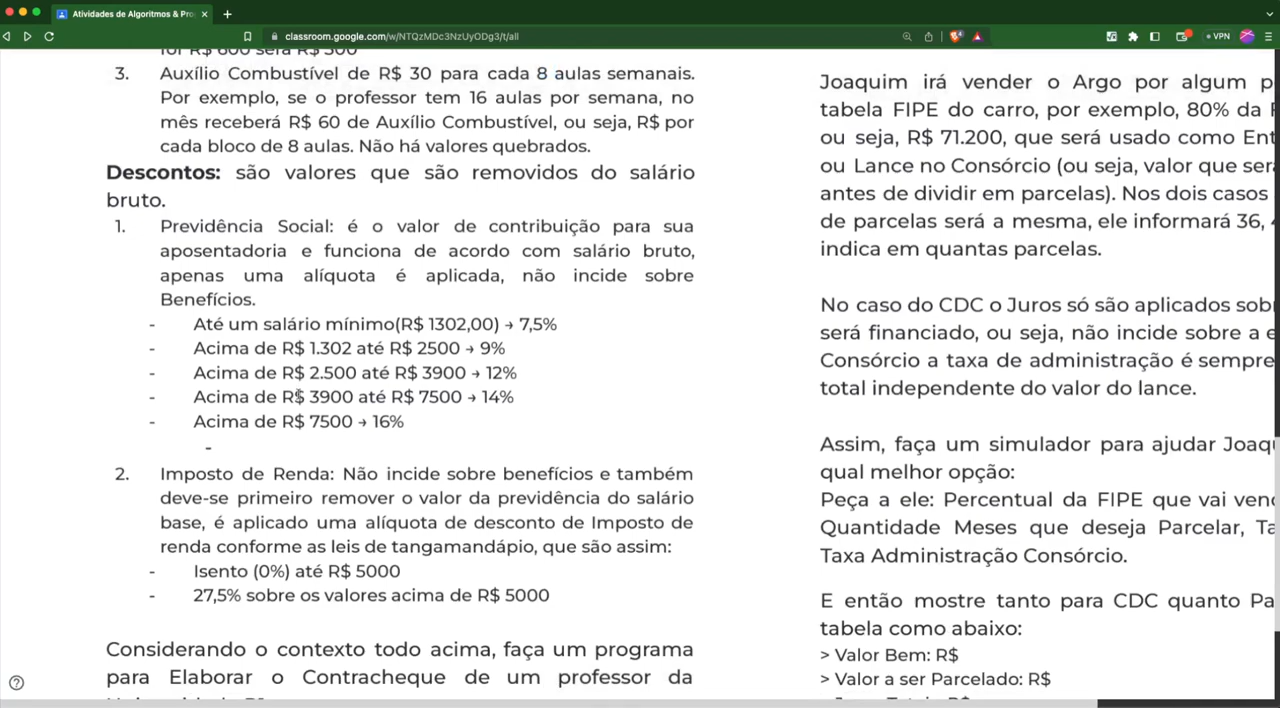 Atividades de Algoritmos & Pro
classroom.google.com/w/NTQzMDc3NzUyODg3/t/all
VPN
for R$ 600 será R$ 300
3. Auxílio Combustível de R$ 30 para cada 8 aulas semanais.
Por exemplo, se o professor tem 16 aulas por semana, no
mês receberá R$ 60 de Auxílio Combustível, ou seja, R$ por
cada bloco de 8 aulas. Não há valores quebrados.
Descontos: são valores que são removidos do salário
bruto.
1. Previdência Social: é o valor de contribuição para sua
aposentadoria e funciona de acordo com salário bruto,
apenas uma alíquota é aplicada, não incide sobre
Benefícios.
- Até um salário mínimo(R$ 1302,00) → 7,5%
- Acima de R$ 1.302 até R$ 2500 → 9%
- Acima de R$ 2.500 até R$ 3900 → 12%
- Acima de R$ 3900 até R$ 7500 → 14%
- Acima de R$ 7500 → 16%
-
2. Imposto de Renda: Não incide sobre benefícios e também
deve-se primeiro remover o valor da previdência do salário
base, é aplicado uma alíquota de desconto de Imposto de
renda conforme as leis de tangamandápio, que são assim:
- Isento (0%) até R$ 5000
- 27,5% sobre os valores acima de R$ 5000
Considerando o contexto todo acima, faça um programa
para Elaborar o Contracheque de um professor da
Joaquim irá vender o Argo por algum p
tabela FIPE do carro, por exemplo, 80% da
ou seja, R$ 71.200, que será usado como Ent
ou Lance no Consórcio (ou seja, valor que ser
antes de dividir em parcelas). Nos dois casos
de parcelas será a mesma, ele informará 36,
indica em quantas parcelas.
No caso do CDC o Juros só são aplicados sob
será financiado, ou seja, não incide sobre a e
Consórcio a taxa de administração é sempre
total independente do valor do lance.
Assim, faça um simulador para ajudar Joaqu
qual melhor opção:
Peça a ele: Percentual da FIPE que vai venc
Quantidade Meses que deseja Parcelar, Ta
Taxa Administração Consórcio.
E então mostre tanto para CDC quanto Pa
tabela como abaixo:
> Valor Bem: R$
> Valor a ser Parcelado: R$